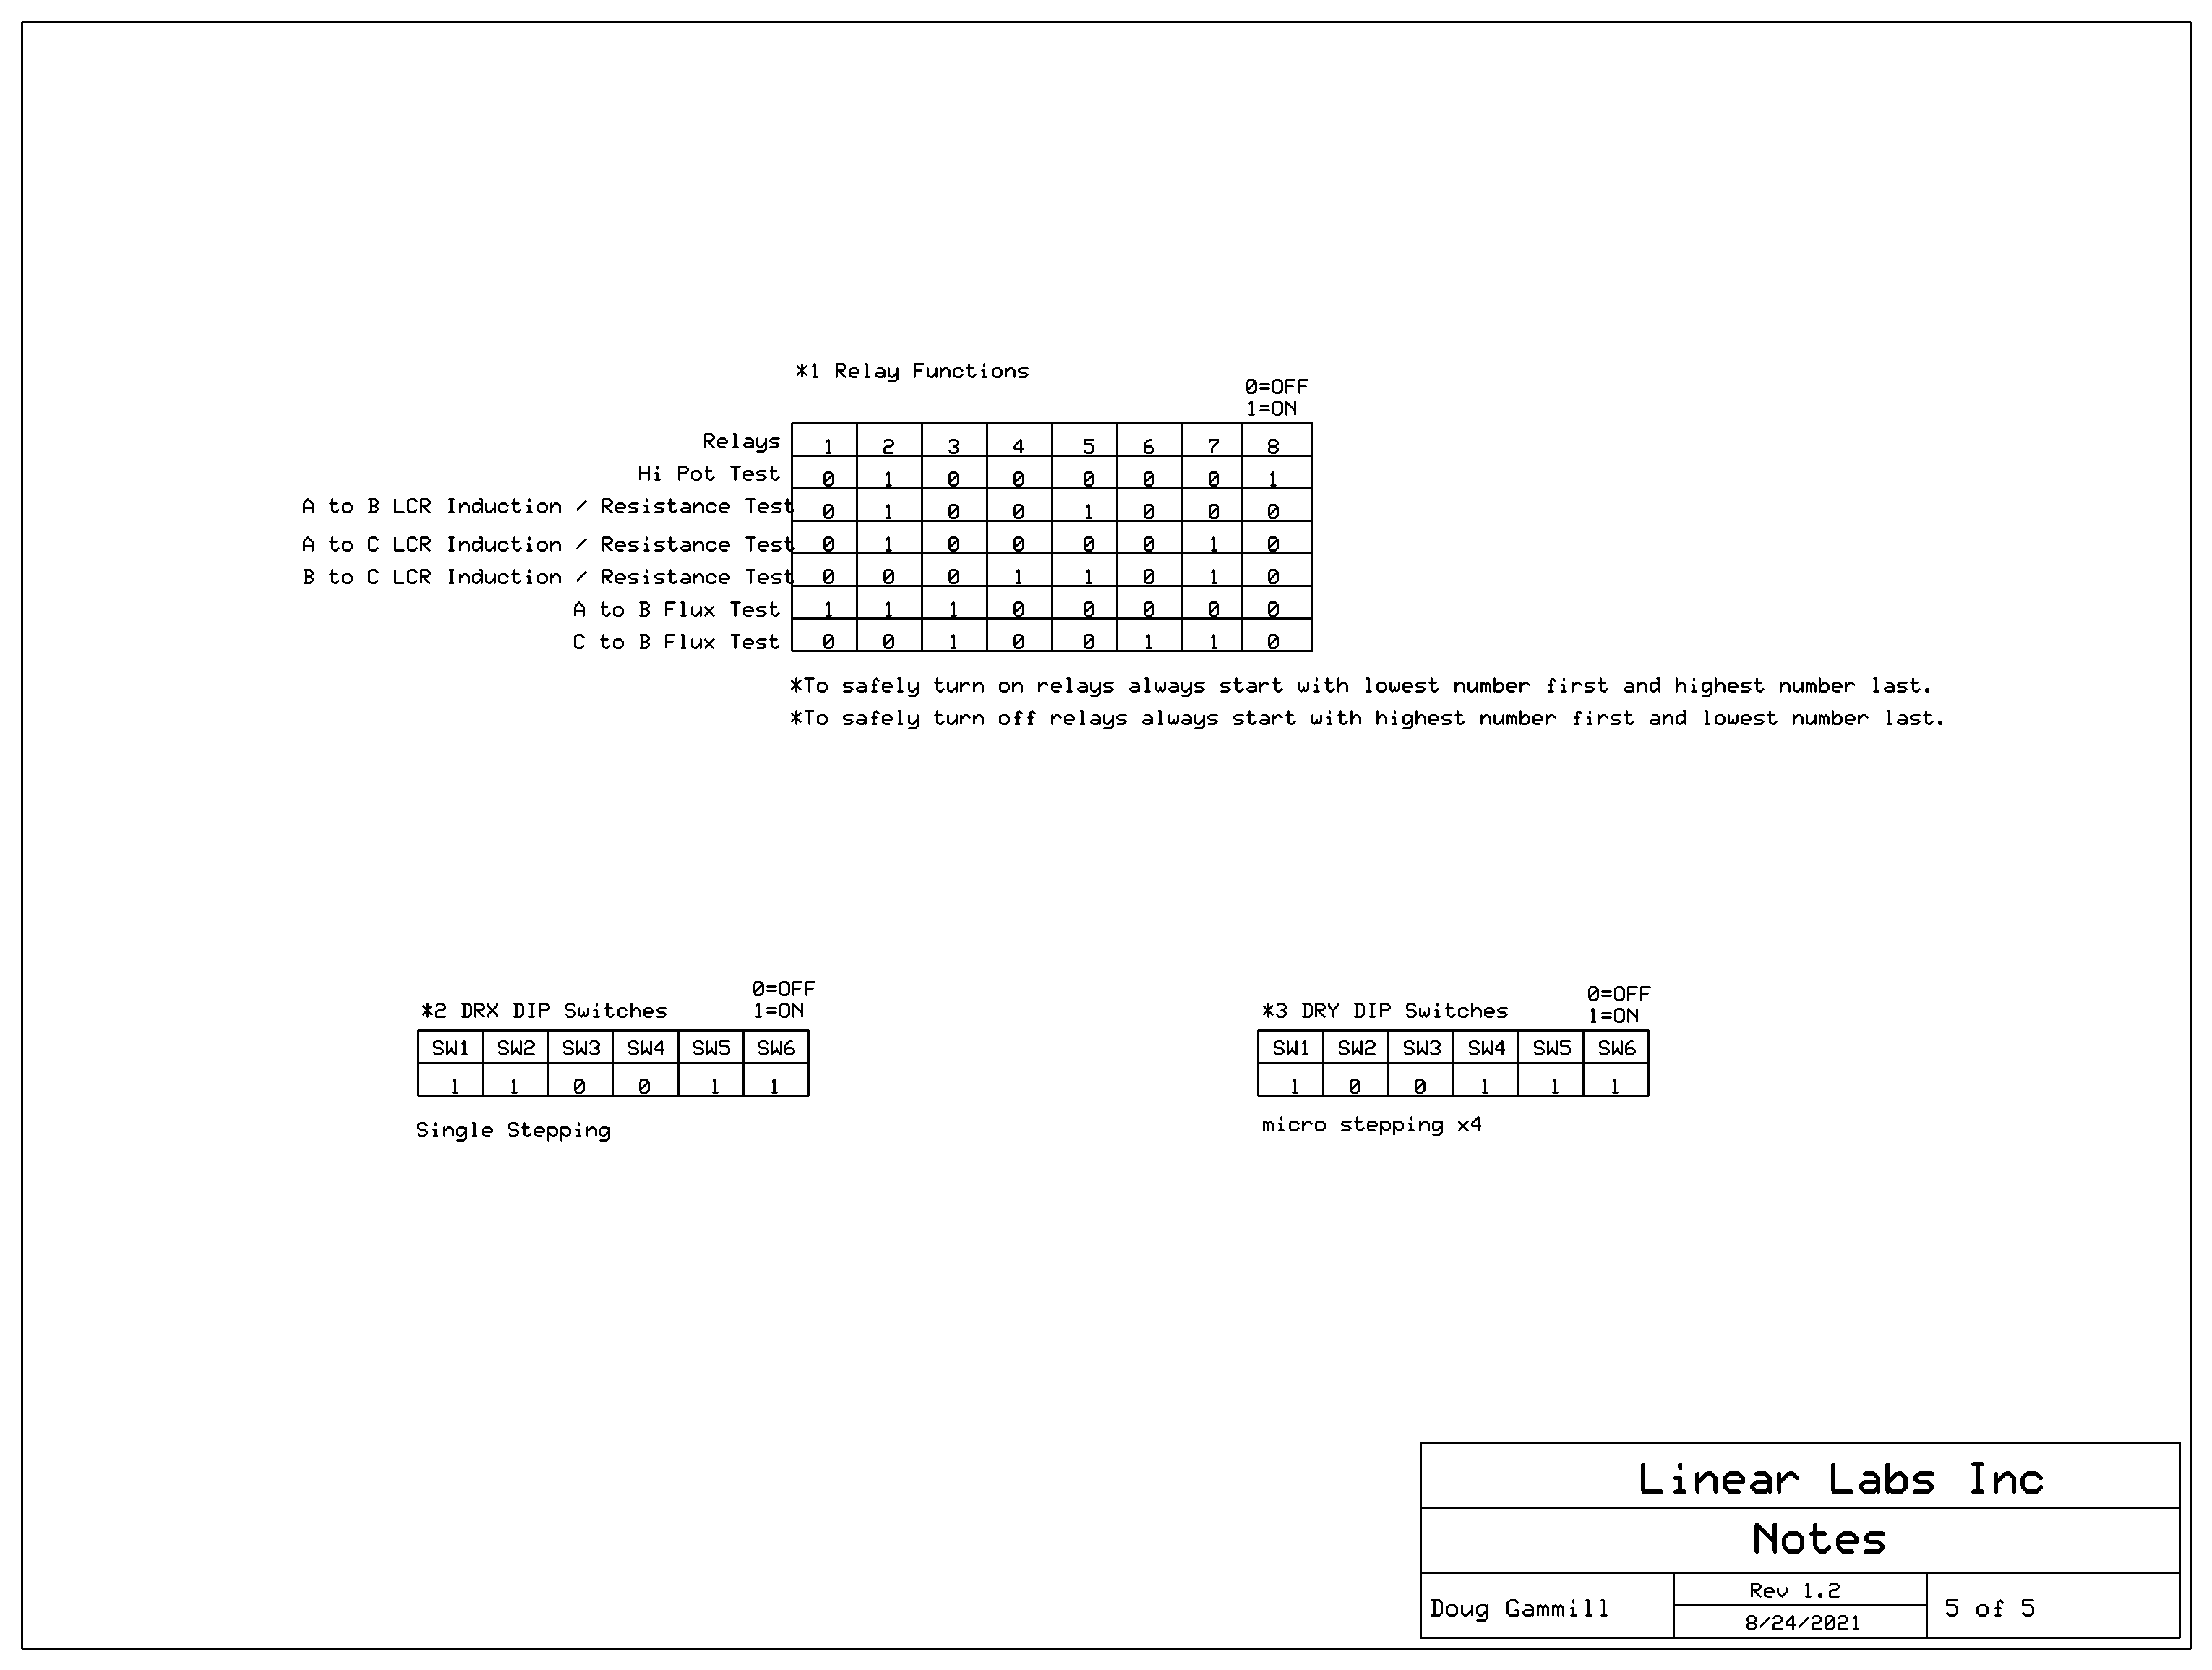 *1 Relay Functions
0=OFF
1=ON
Relays 1 2 3 4 5 6 7 8
Hi Pot Test 0 1 0 0 0 0 0 1
A to B LCR Induction / Resistance Test 0 1 0 0 1 0 0 0
A to C LCR Induction / Resistance Test 0 1 0 0 0 0 1 0
B to C LCR Induction / Resistance Test 0 0 0 1 1 0 1 0
A to B Flux Test 1 1 1 0 0 0 0 0
C to B Flux Test 0 0 1 0 0 1 1 0
*To safely turn on relays always start with lowest number first and highest number last.
*To safely turn off relays always start with highest number first and lowest number last.
*2 DRX DIP Switches
0=OFF
1=ON
SW1 SW2 SW3 SW4 SW5 SW6
1 1 0 0 1 1
Single Stepping
*3 DRY DIP Switches
0=OFF
1=ON
SW1 SW2 SW3 SW4 SW5 SW6
1 0 0 1 1 1
micro stepping x4
Linear Labs Inc
Notes
Doug Gammill
Rev 1.2
8/24/2021
5 of 5